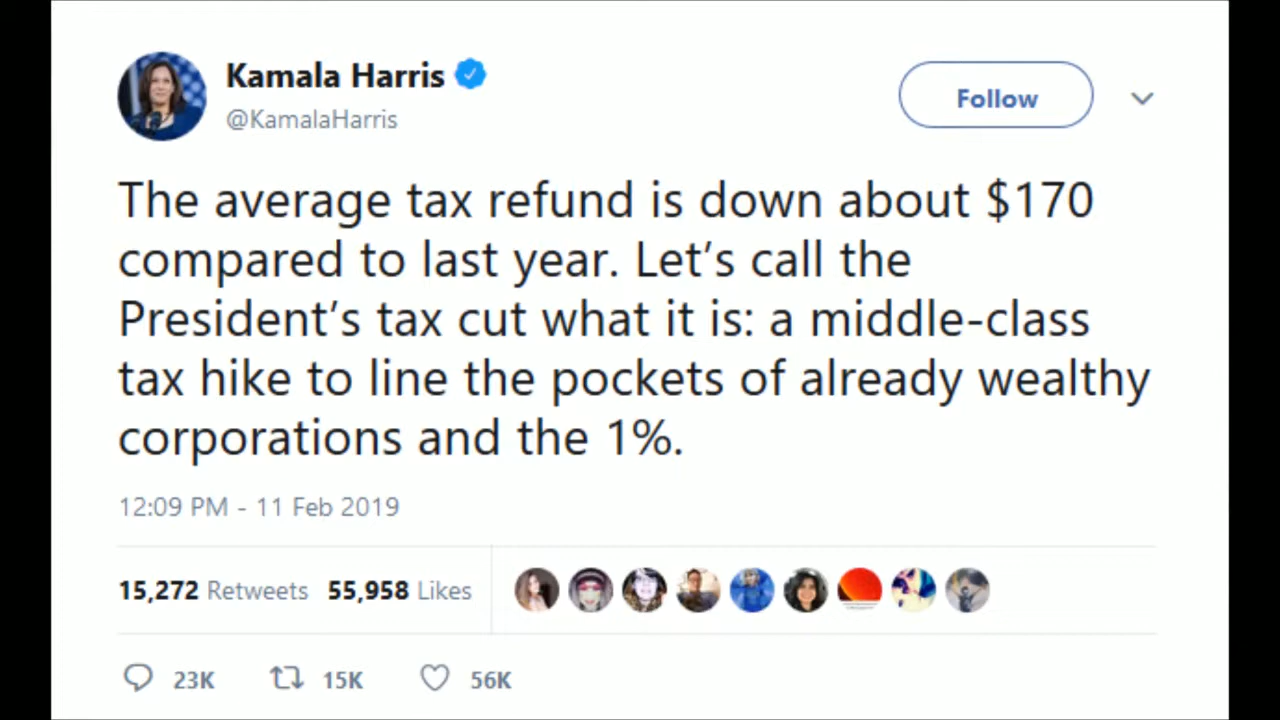 Kamala Harris
@KamalaHarris
Follow
The average tax refund is down about $170
compared to last year. Let’s call the
President’s tax cut what it is: a middle-class
tax hike to line the pockets of already wealthy
corporations and the 1%.
12:09 PM - 11 Feb 2019
15,272 Retweets 55,958 Likes
23K 15K 56K